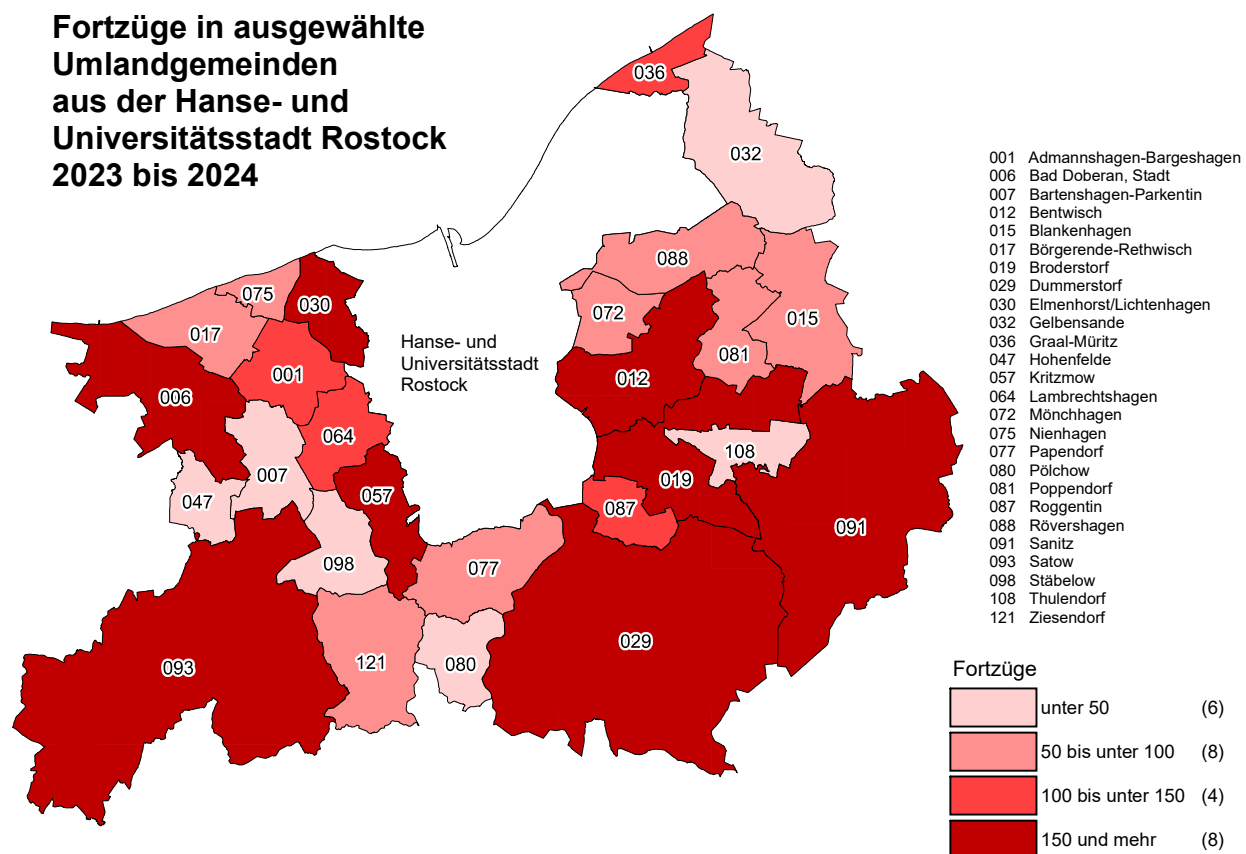 Fortzüge in ausgewählte
Umlandgemeinden
aus der Hanse- und
Universitätsstadt Rostock
2023 bis 2024
036
032
088
075
030
072
015
017
081
Hanse- und
Universitätsstadt
Rostock
001
012
006
064
108
007
019
057
047
087
091
098
077
029
121
080
093
001 Admannshagen-Bargeshagen
006 Bad Doberan, Stadt
007 Bartenshagen-Parkentin
012 Bentwisch
015 Blankenhagen
017 Börgerende-Rethwisch
019 Broderstorf
029 Dummerstorf
030 Elmenhorst/Lichtenhagen
032 Gelbensande
036 Graal-Müritz
047 Hohenfelde
057 Kritzmow
064 Lambrechtshagen
072 Mönchhagen
075 Nienhagen
077 Papendorf
080 Pölchow
081 Poppendorf
087 Roggentin
088 Rövershagen
091 Sanitz
093 Satow
098 Stäbelow
108 Thulendorf
121 Ziesendorf
Fortzüge
unter 50 (6)
50 bis unter 100 (8)
100 bis unter 150 (4)
150 und mehr (8)